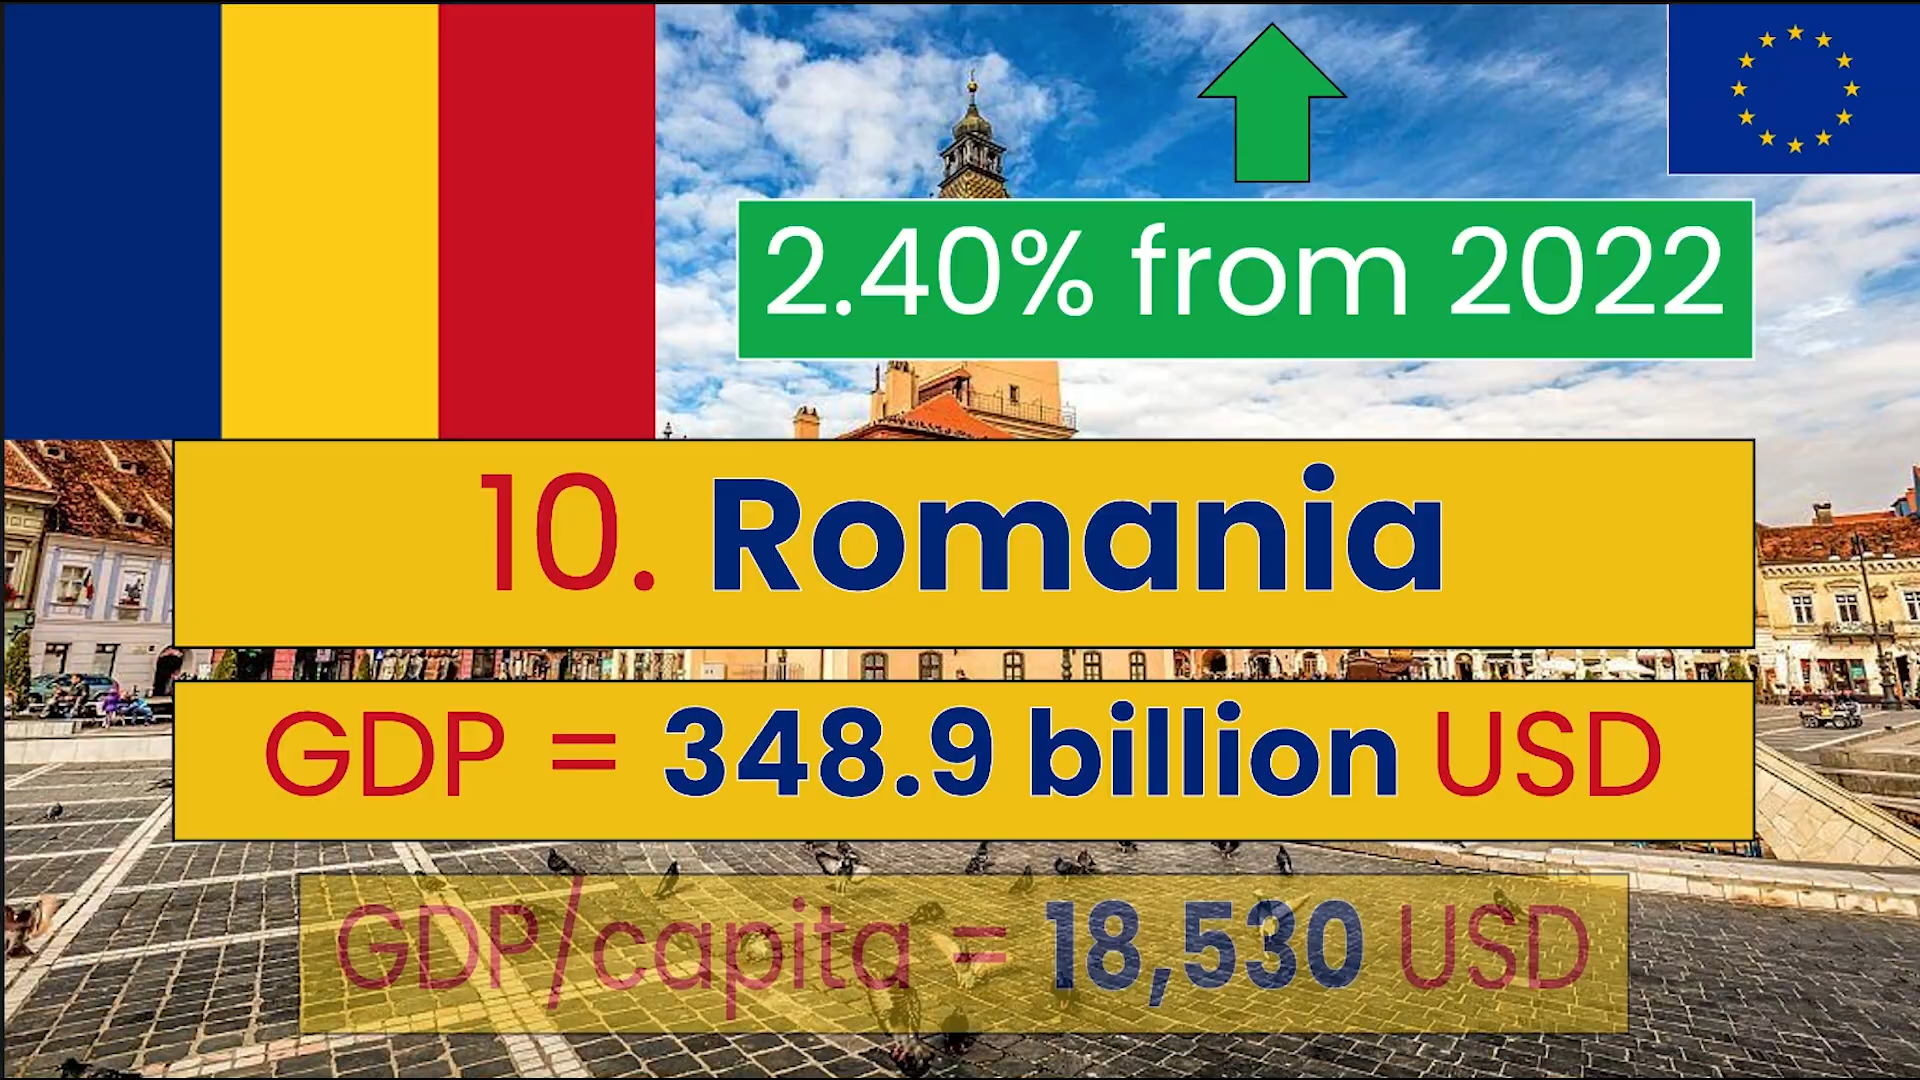 2.40% from 2022
10. Romania
GDP = 348.9 billion USD
GDP/capita = 18,530 USD